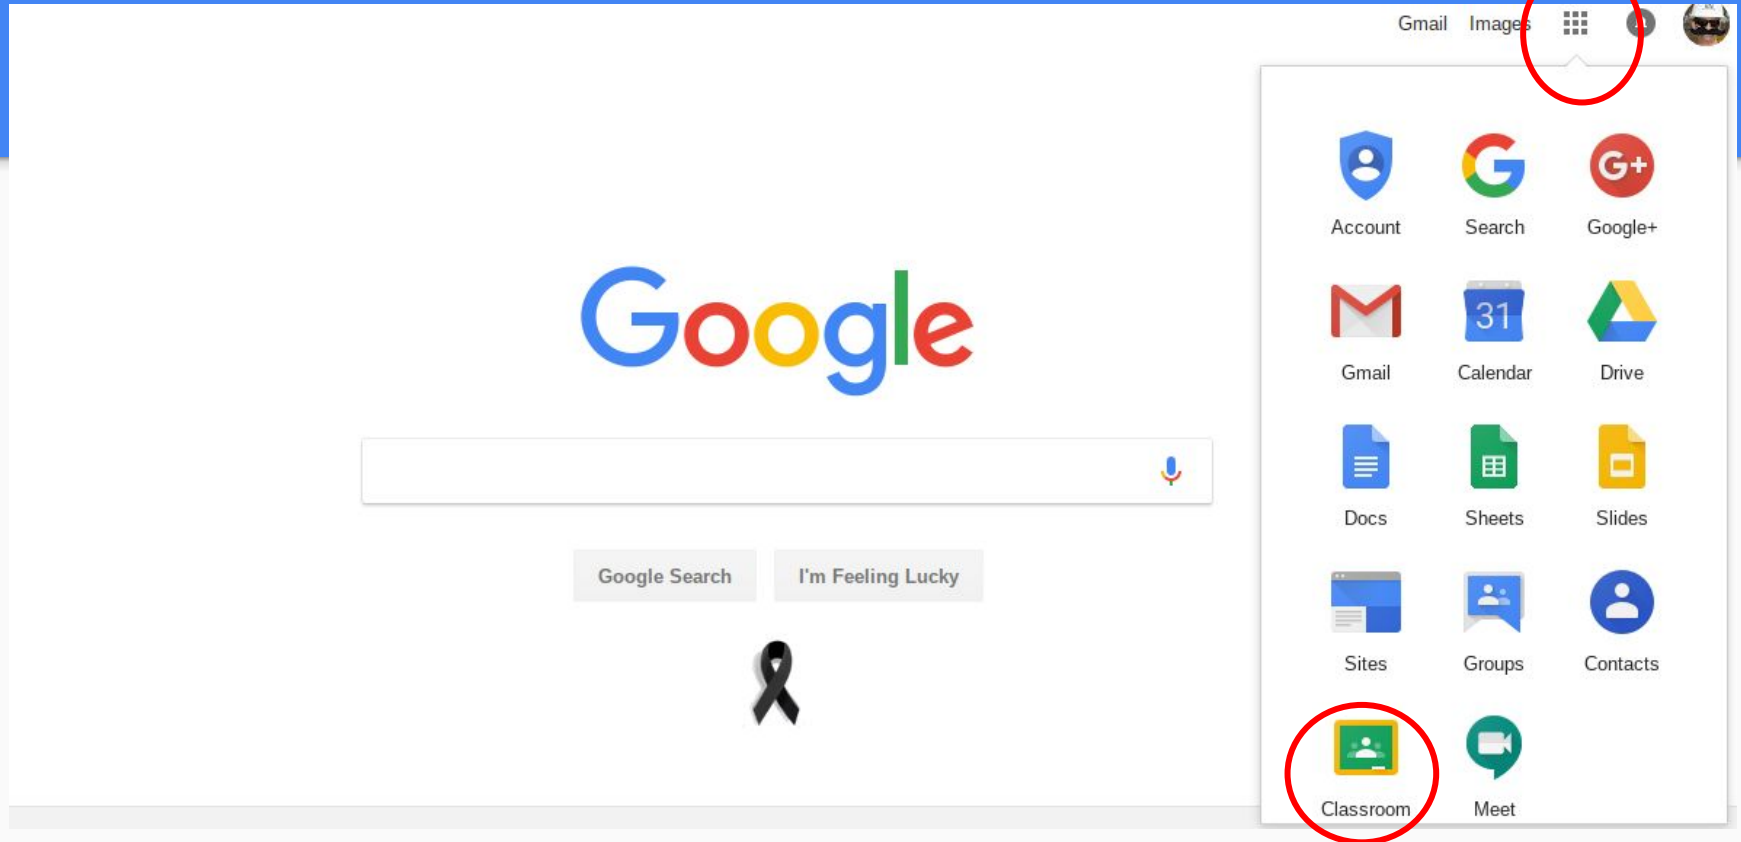 Gmail Images
Account Search Google+
G+
Google
31
Gmail Calendar Drive
Docs Sheets Slides
Google Search I'm Feeling Lucky
Sites Groups Contacts
Classroom Meet